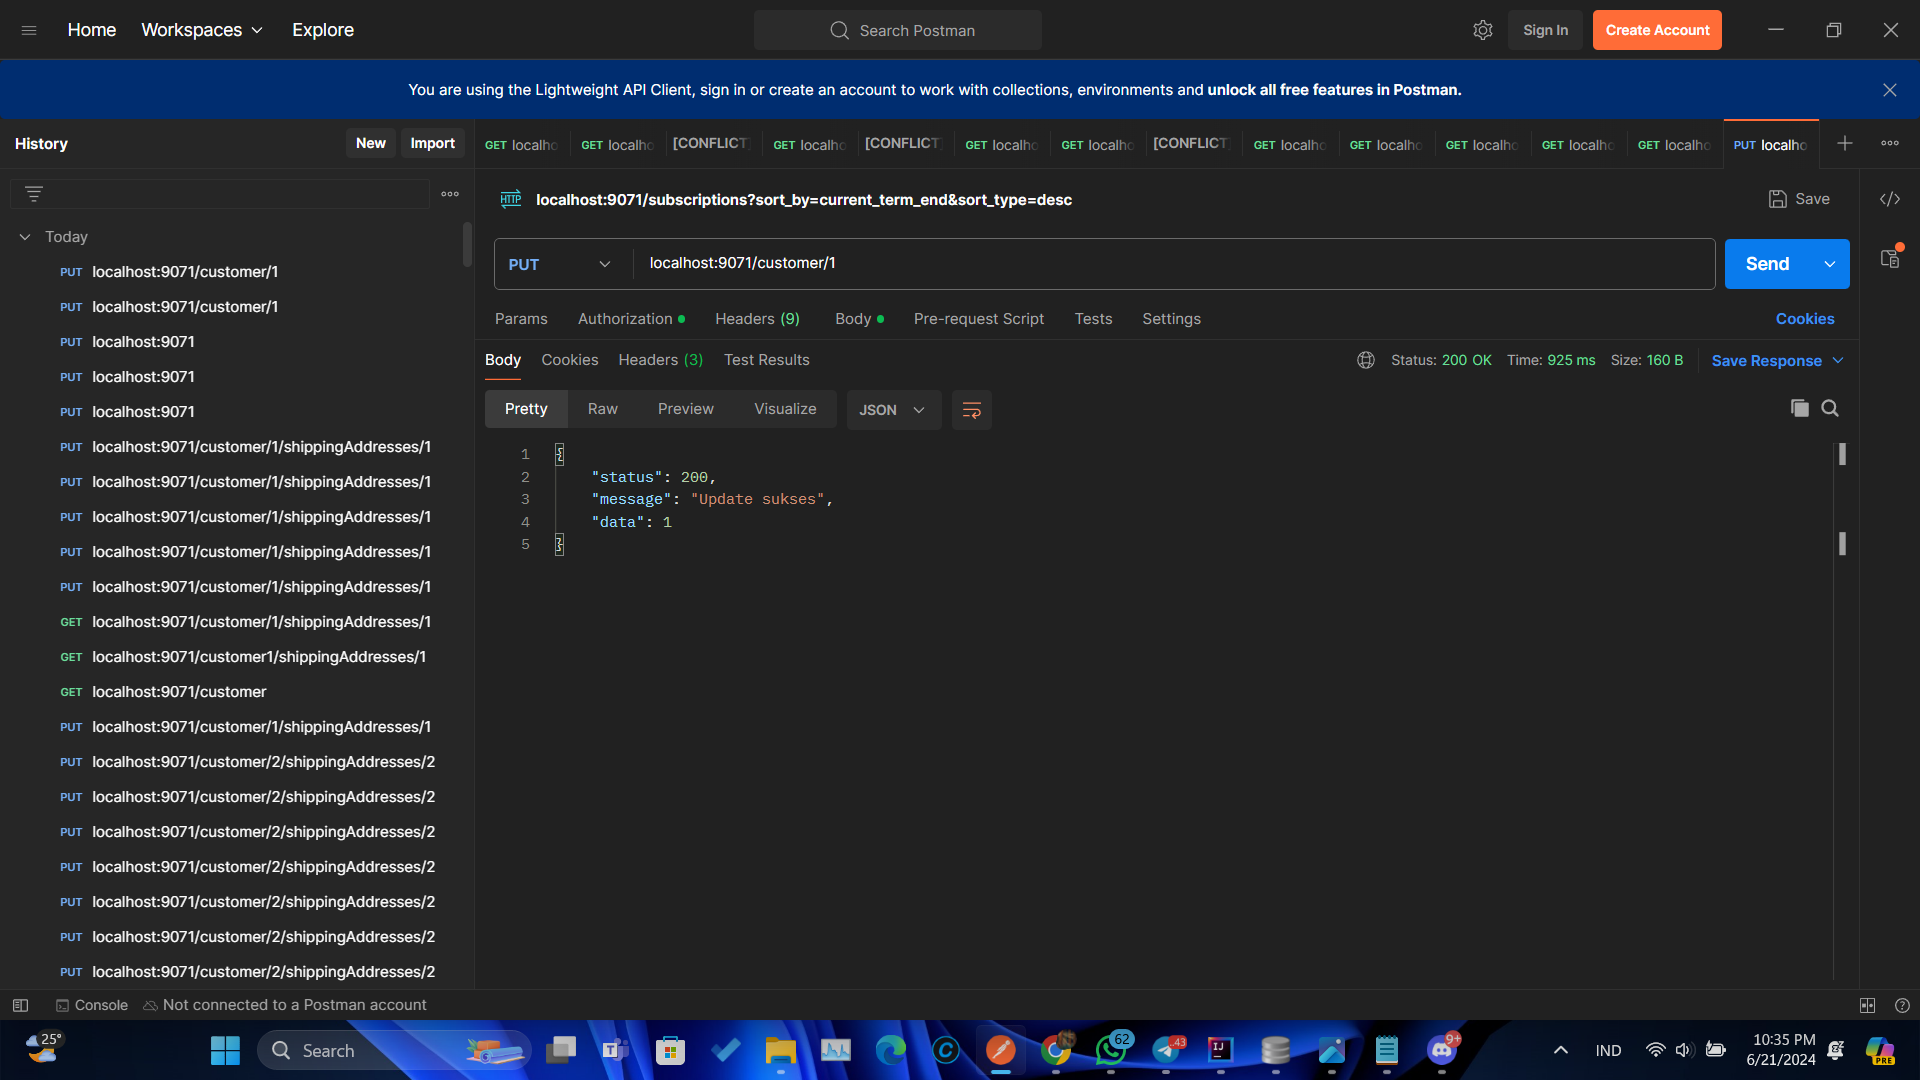 Home
Workspaces
Explore
Search Postman
Sign In
Create Account
You are using the Lightweight API Client, sign in or create an account to work with collections, environments and unlock all free features in Postman.
History
New
Import
GET localho
GET localho
[CONFLICT]
GET localho
[CONFLICT]
GET localho
GET localho
[CONFLICT]
GET localho
GET localho
GET localho
GET localho
GET localho
PUT localho
HTTP
localhost:9071/subscriptions?sort_by=current_term_end&sort_type=desc
Save
PUT
localhost:9071/customer/1
Send
Params
Authorization
Headers (9)
Body
Pre-request Script
Tests
Settings
Cookies
Body
Cookies
Headers (3)
Test Results
Status: 200 OK
Time: 925 ms
Size: 160 B
Save Response
Pretty
Raw
Preview
Visualize
JSON
1 {
2 "status": 200,
3 "message": "Update sukses",
4 "data": 1
5 }
Today
PUT localhost:9071/customer/1
PUT localhost:9071/customer/1
PUT localhost:9071
PUT localhost:9071
PUT localhost:9071
PUT localhost:9071/customer/1/shippingAddresses/1
PUT localhost:9071/customer/1/shippingAddresses/1
PUT localhost:9071/customer/1/shippingAddresses/1
PUT localhost:9071/customer/1/shippingAddresses/1
PUT localhost:9071/customer/1/shippingAddresses/1
GET localhost:9071/customer/1/shippingAddresses/1
GET localhost:9071/customer1/shippingAddresses/1
GET localhost:9071/customer
PUT localhost:9071/customer/1/shippingAddresses/1
PUT localhost:9071/customer/2/shippingAddresses/2
PUT localhost:9071/customer/2/shippingAddresses/2
PUT localhost:9071/customer/2/shippingAddresses/2
PUT localhost:9071/customer/2/shippingAddresses/2
PUT localhost:9071/customer/2/shippingAddresses/2
PUT localhost:9071/customer/2/shippingAddresses/2
PUT localhost:9071/customer/2/shippingAddresses/2
Console
Not connected to a Postman account
25°
Search
62
43
9+
IND
10:35 PM
6/21/2024
PRE